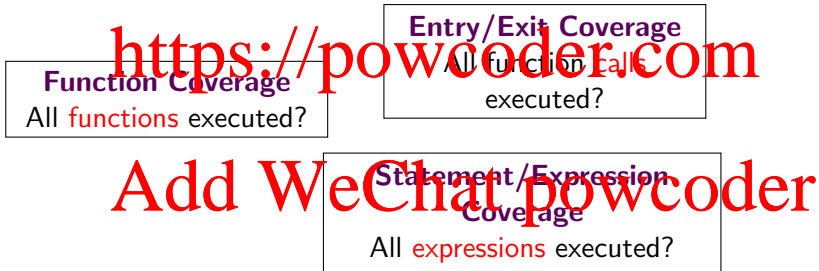 Entry/Exit Coverage
https://powcoder.com
All function calls
Function Coverage
executed?
All functions executed?
Statement/Expression
Add WeChat powcoder
Coverage
All expressions executed?